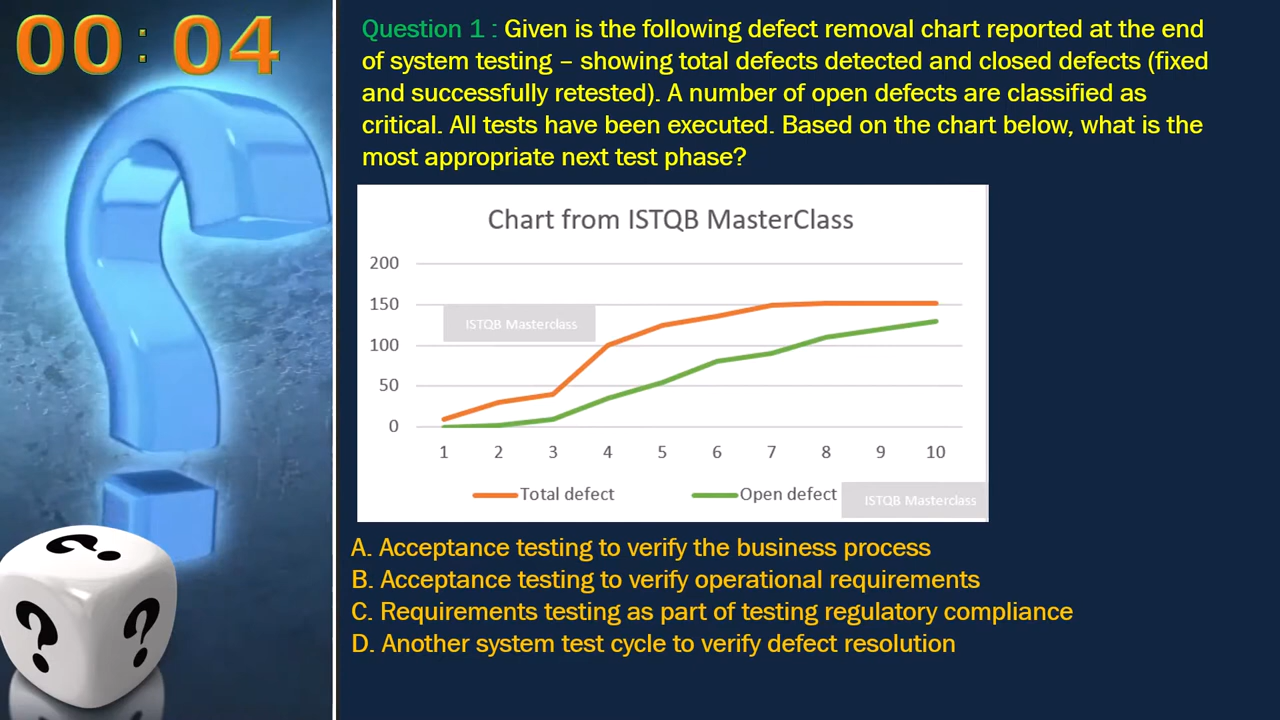 00:04
Question 1 : Given is the following defect removal chart reported at the end
of system testing – showing total defects detected and closed defects (fixed
and successfully retested). A number of open defects are classified as
critical. All tests have been executed. Based on the chart below, what is the
most appropriate next test phase?
Chart from ISTQB MasterClass
200
150
ISTQB Masterclass
100
50
0
1 2 3 4 5 6 7 8 9 10
Total defect Open defect
ISTQB Masterclass
A. Acceptance testing to verify the business process
B. Acceptance testing to verify operational requirements
C. Requirements testing as part of testing regulatory compliance
D. Another system test cycle to verify defect resolution
? ? ?